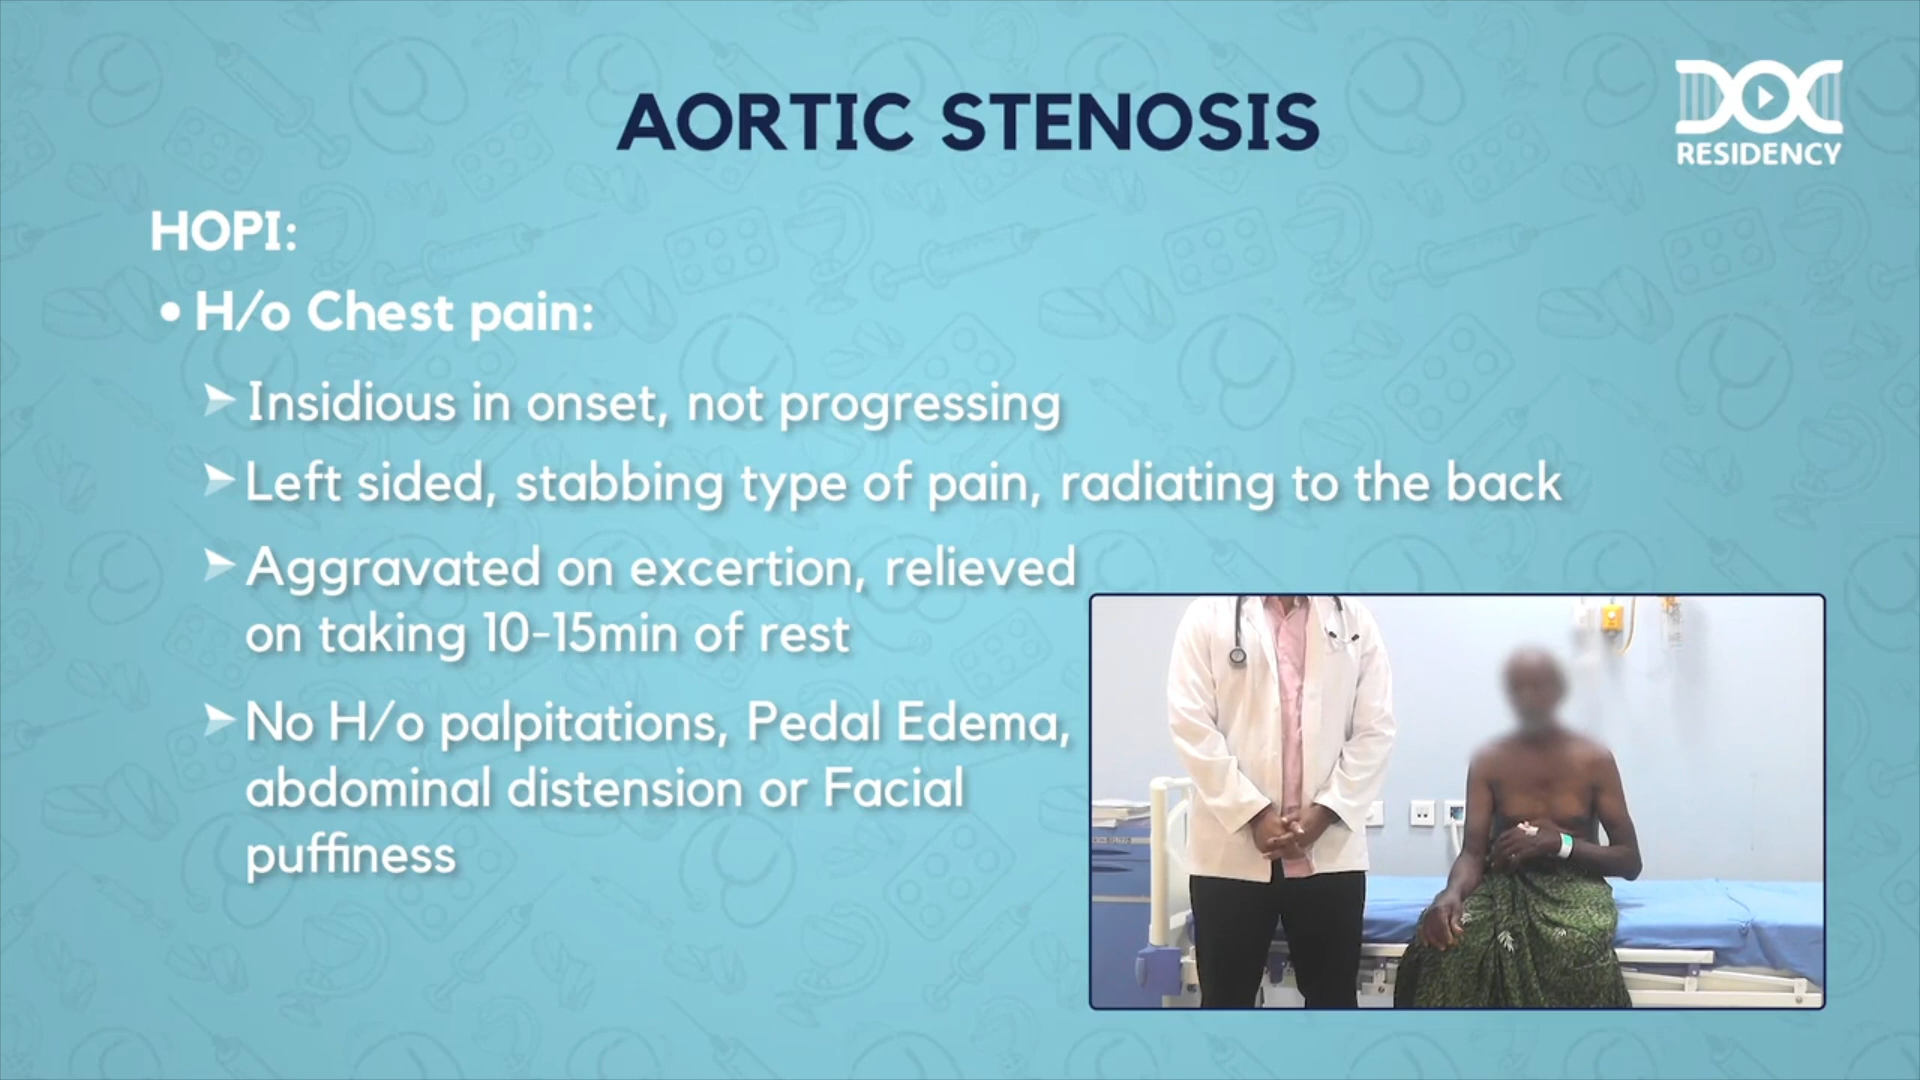 AORTIC STENOSIS
DOC
RESIDENCY
HOPI:
• H/o Chest pain:
➤ Insidious in onset, not progressing
➤ Left sided, stabbing type of pain, radiating to the back
➤ Aggravated on excertion, relieved
on taking 10-15min of rest
➤ No H/o palpitations, Pedal Edema,
abdominal distension or Facial
puffiness